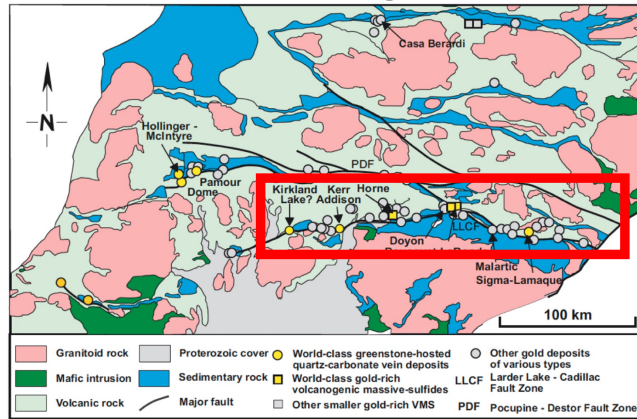 Casa Berardi
N
Hollinger -
McIntyre
Pamour
Dome
PDF
Kirkland
Lake?
Kerr
Addison
Horne
LLCF
Doyon
Malartic
Sigma-Lamaque
100 km
Granitoid rock
Mafic intrusion
Volcanic rock
Proterozoic cover
Sedimentary rock
Major fault
World-class greenstone-hosted
quartz-carbonate vein deposits
World-class gold-rich
volcanogenic massive-sulfides
Other smaller gold-rich VMS
Other gold deposits
of various types
LLCF Larder Lake - Cadillac
Fault Zone
PDF Pocupine - Destor Fault Zone